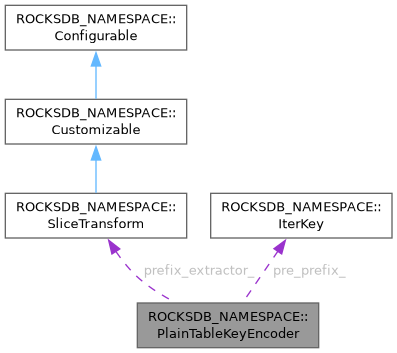 ROCKSDB_NAMESPACE::
Configurable
ROCKSDB_NAMESPACE::
Customizable
ROCKSDB_NAMESPACE::
SliceTransform
ROCKSDB_NAMESPACE::
IterKey
prefix_extractor_
pre_prefix_
ROCKSDB_NAMESPACE::
PlainTableKeyEncoder